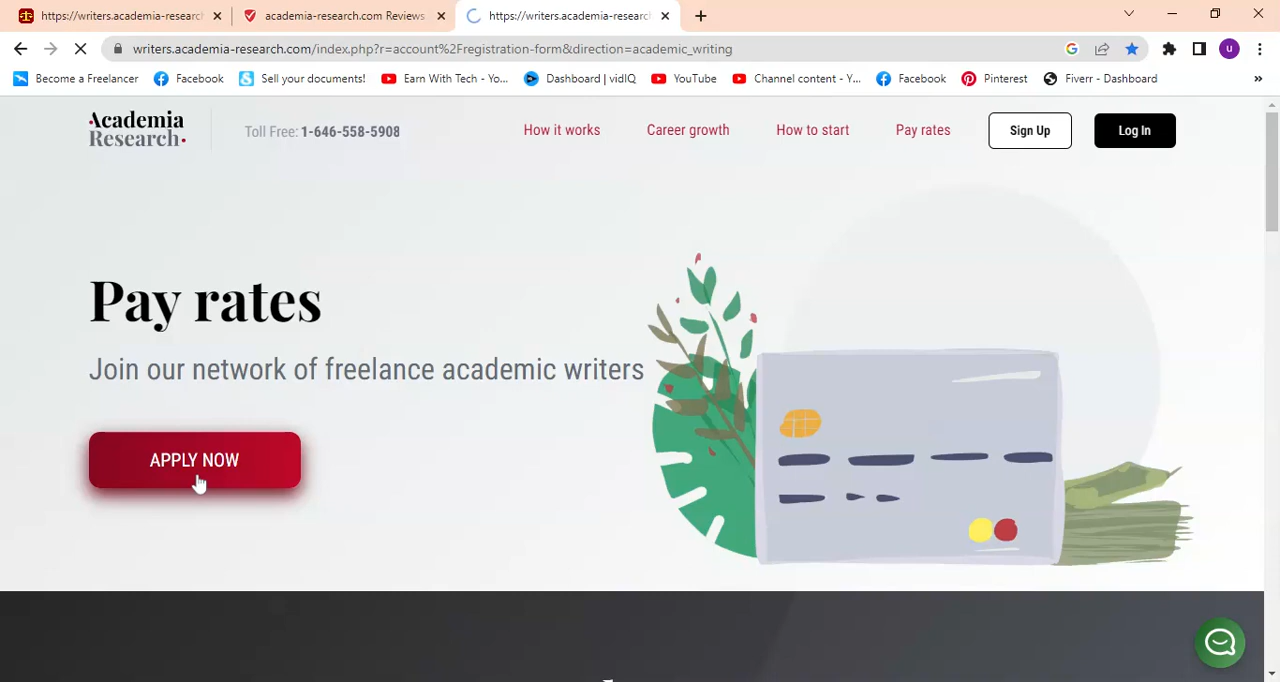 https://writers.academia-research
academia-research.com Reviews
https://writers.academia-research
writers.academia-research.com/index.php?r=account%2Fregistration-form&direction=academic_writing
u
Become a Freelancer
Facebook
Sell your documents!
Earn With Tech - Yo...
Dashboard | vidIQ
YouTube
Channel content - Y...
Facebook
Pinterest
Fiverr - Dashboard
»
Academia
Research
Toll Free: 1-646-558-5908
How it works
Career growth
How to start
Pay rates
Sign Up
Log In
Pay rates
Join our network of freelance academic writers
APPLY NOW